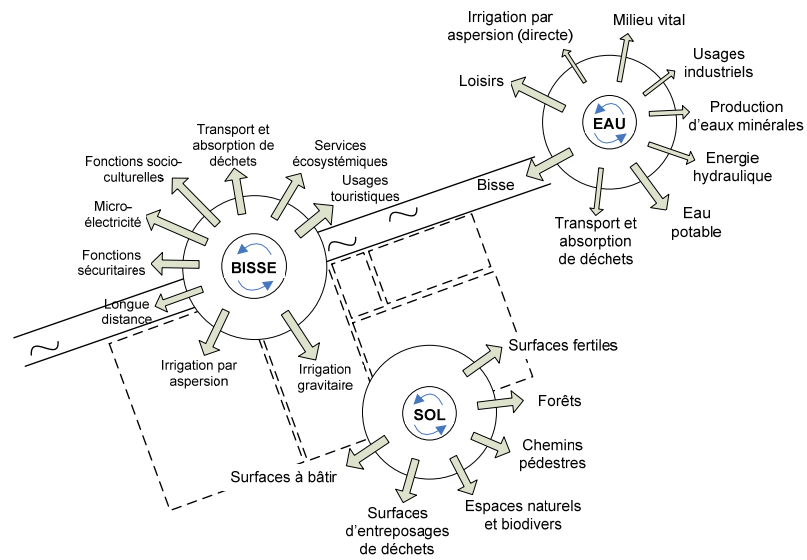 Irrigation par
aspersion (directe)
Milieu vital
Usages
industriels
Loisirs
Production
d'eaux minérales
EAU
Energie
hydraulique
Bisse
Eau
potable
Transport et
absorption
de déchets
Transport et
absorption de
déchets
Services
écosystémiques
Fonctions socio-
culturelles
Usages
touristiques
Micro-
électricité
Fonctions
sécuritaires
BISSE
Longue
distance
Irrigation par
aspersion
Irrigation
gravitaire
Surfaces fertiles
Forêts
SOL
Chemins
pédestres
Surfaces à bâtir
Espaces naturels
et biodivers
Surfaces
d'entreposages
de déchets